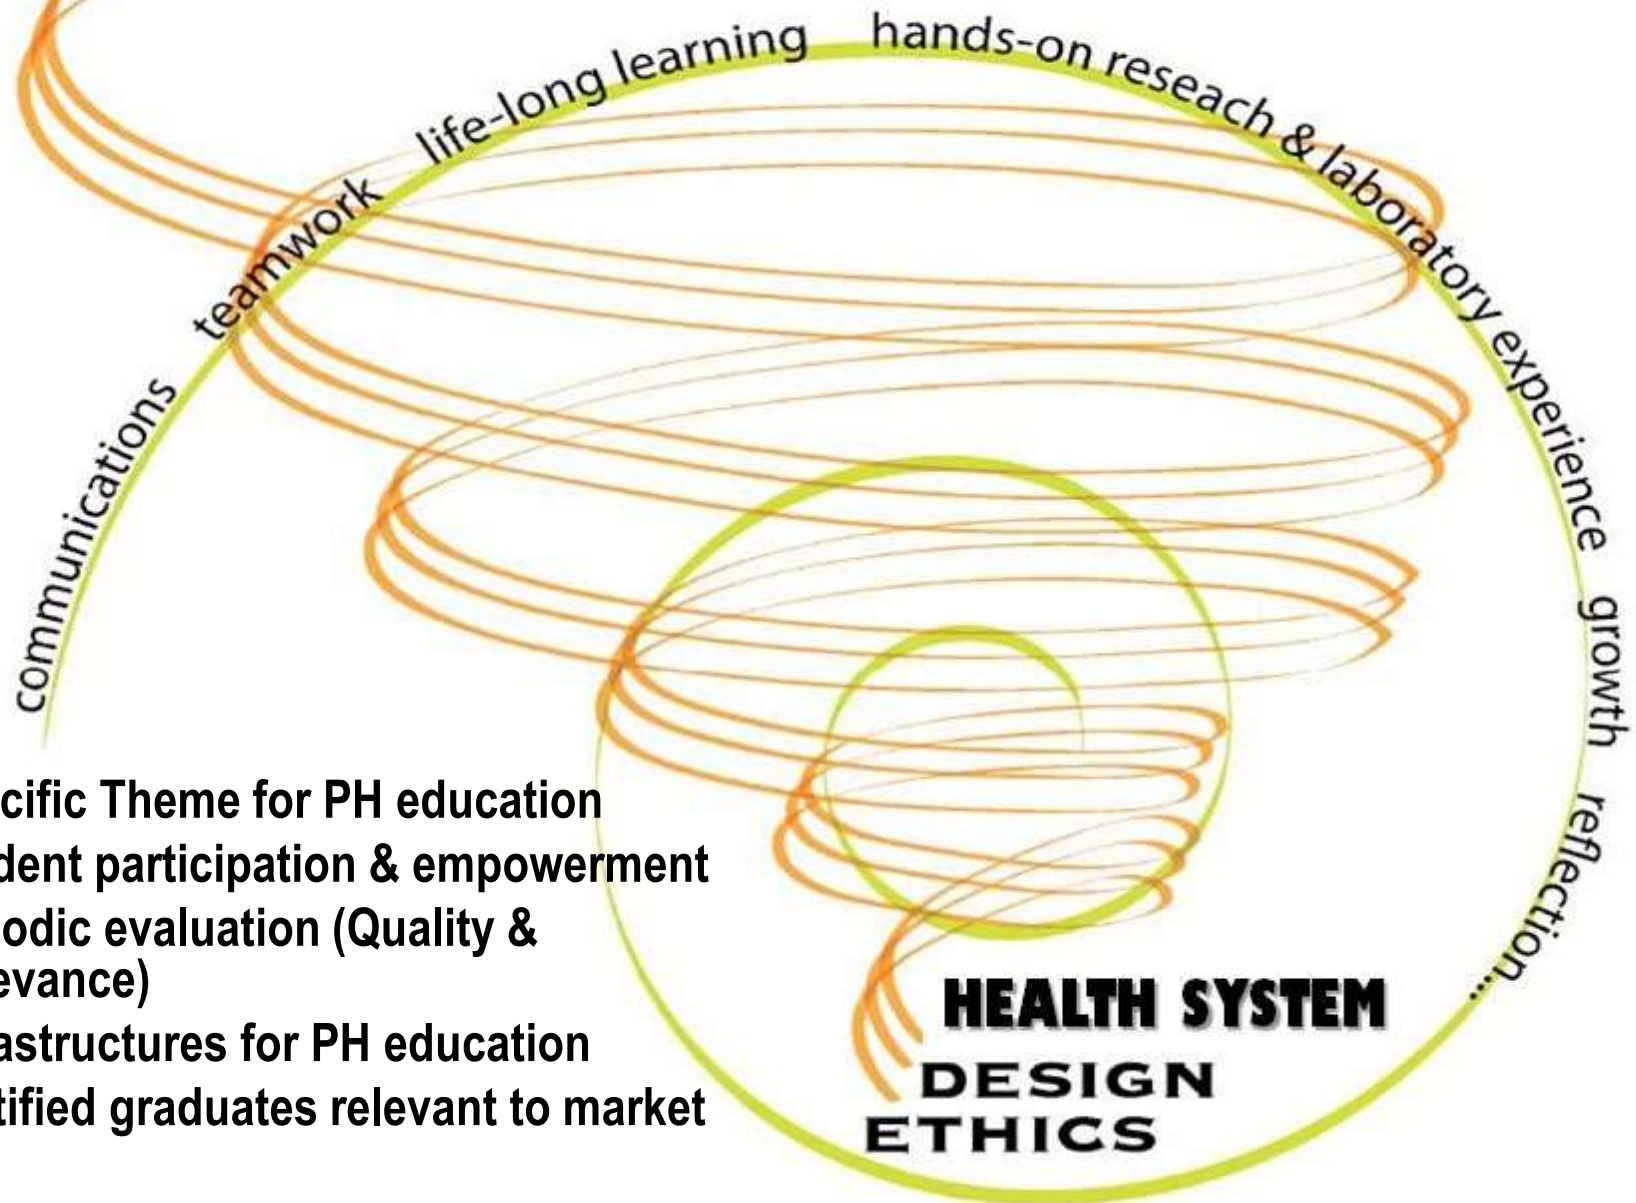 communications
teamwork
life-long learning
hands-on reseach & laboratory experience
growth
reflection...
cific Theme for PH education
dent participation & empowerment
odic evaluation (Quality &
evance)
astructures for PH education
tified graduates relevant to market
HEALTH SYSTEM
DESIGN
ETHICS